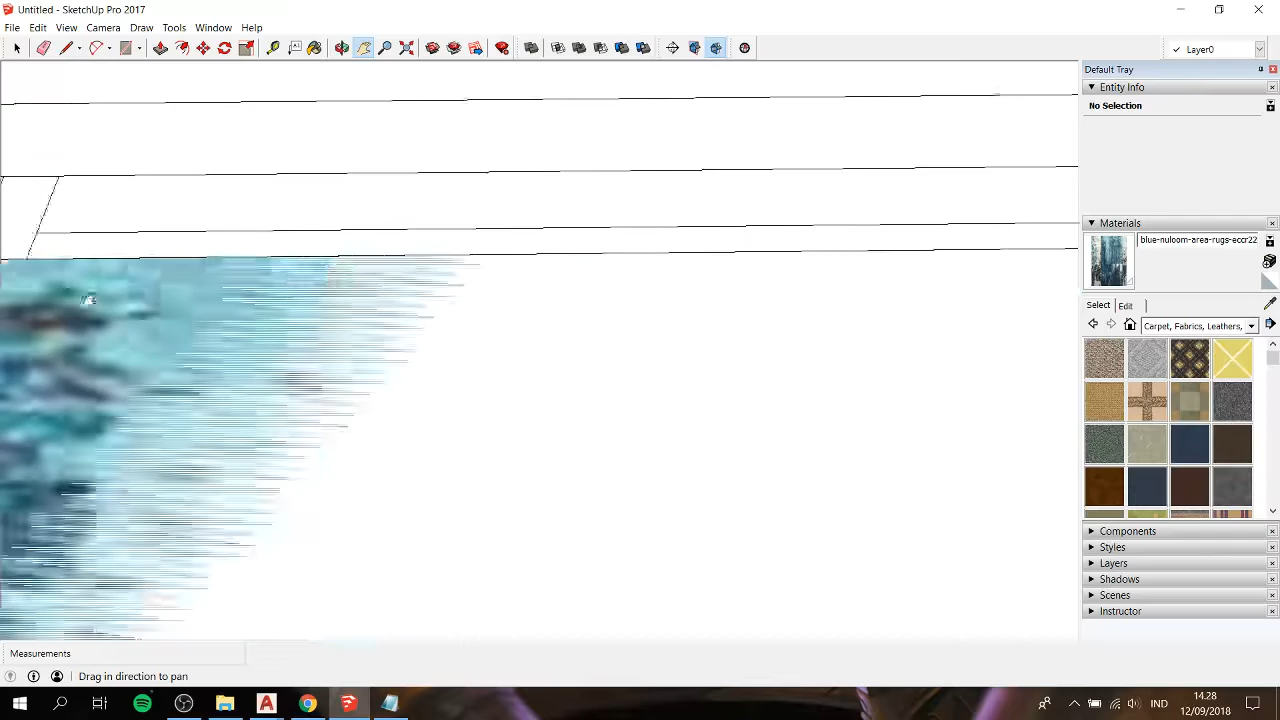 Untitled - SketchUp Pro 2017
File Edit View Camera Draw Tools Window Help
Layer0
Default Tray
Entity Info
No Selection
Materials
blue-nuloom-area-rugs-eccr22
Select Edit
Carpet, Fabrics, Leathers,
Components
Styles
Layers
Shadows
Scenes
Instructor
Measurements
Drag in direction to pan
IND
14.28
12/09/2018